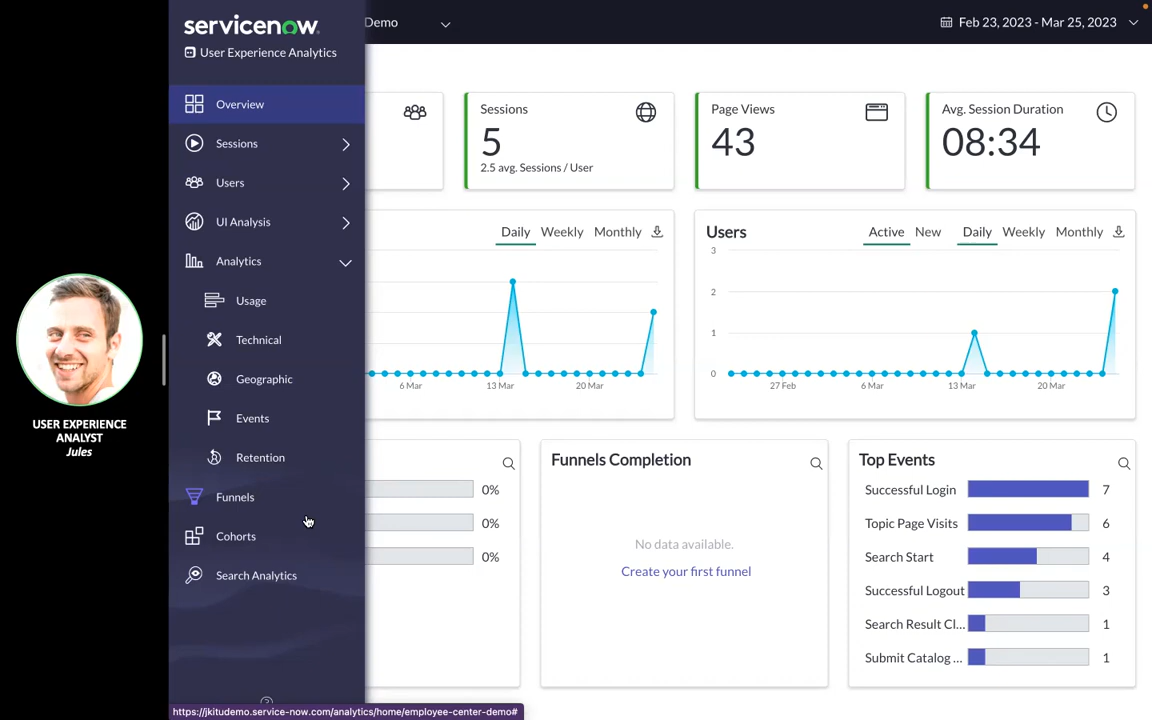 servicenow.
User Experience Analytics
Demo
Feb 23, 2023 - Mar 25, 2023
Overview
Sessions
Users
UI Analysis
Analytics
Usage
Technical
Geographic
Events
Retention
Funnels
Cohorts
Search Analytics
USER EXPERIENCE
ANALYST
Jules
Sessions
5
2.5 avg. Sessions / User
Page Views
43
Avg. Session Duration
08:34
Daily Weekly Monthly
6 Mar 13 Mar 20 Mar
Users
Active New Daily Weekly Monthly
3
2
1
0
27 Feb 6 Mar 13 Mar 20 Mar
0%
0%
0%
Funnels Completion
No data available.
Create your first funnel
Top Events
Successful Login 7
Topic Page Visits 6
Search Start 4
Successful Logout 3
Search Result Cl... 1
Submit Catalog ... 1
https://jkitudemo.service-now.com/analytics/home/employee-center-demo#